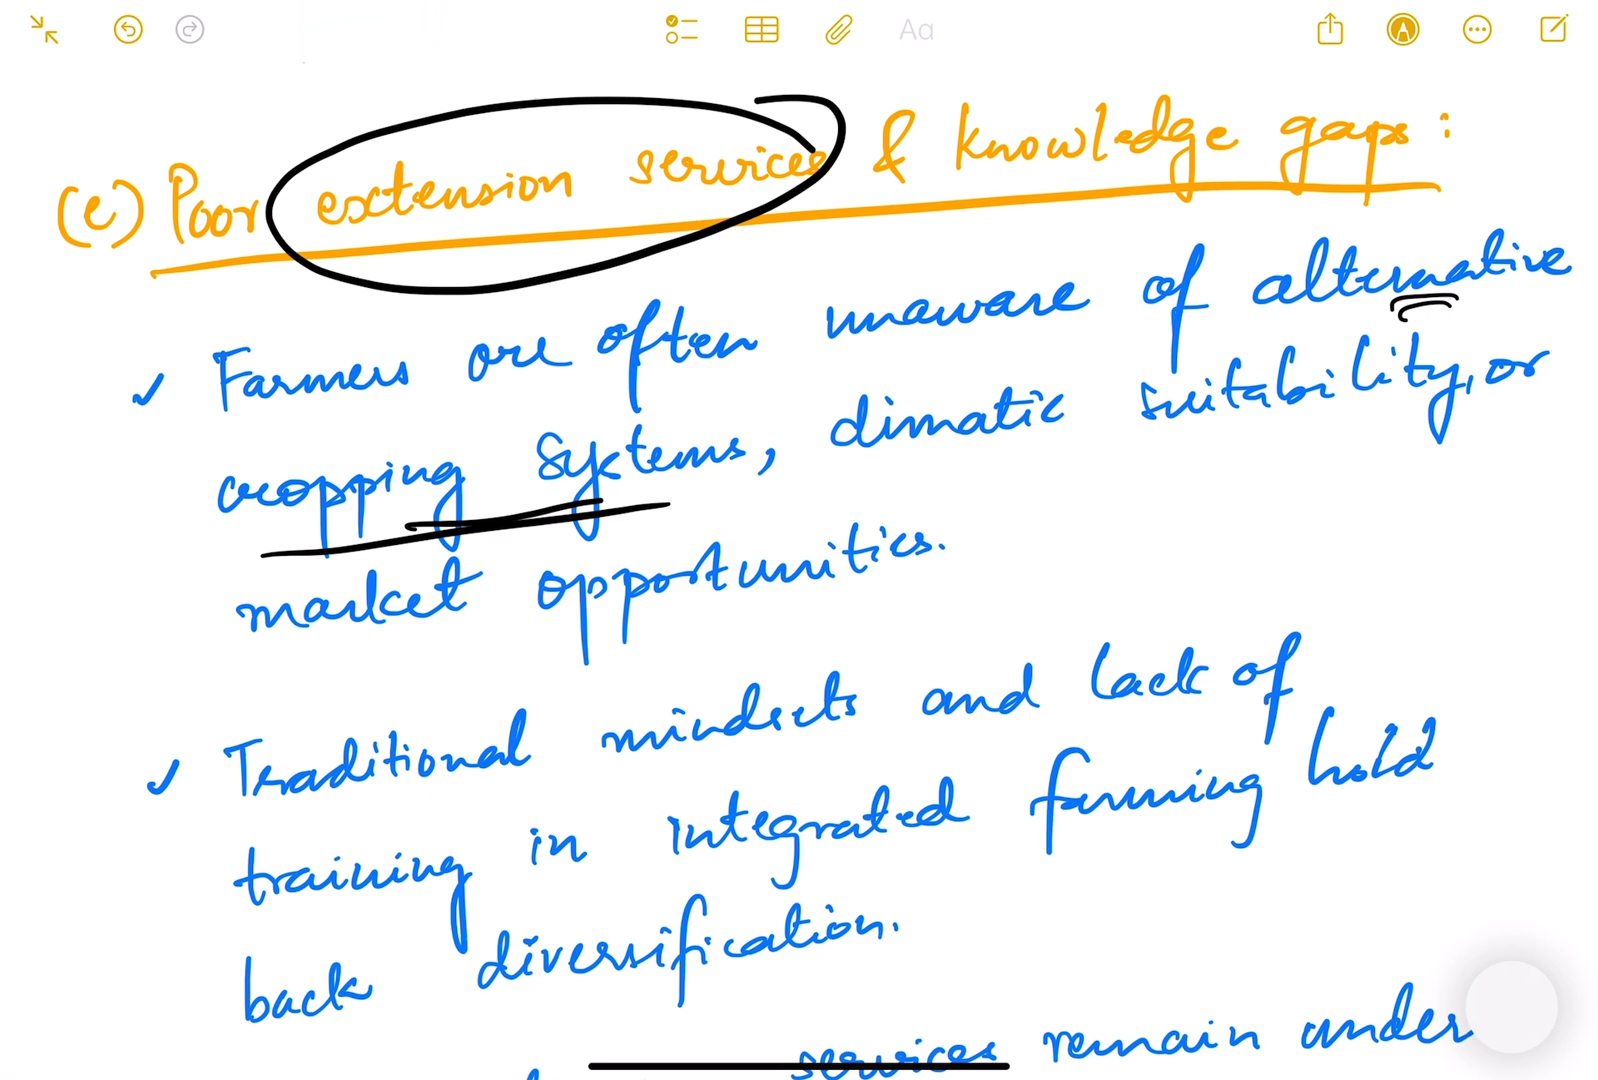 Aa
(e) Poor extension services & knowledge gaps:
✓ Farmers are often unaware of alternative
cropping systems, climatic suitability, or
market opportunities.
✓ Traditional mindsets and lack of
training in integrated farming hold
back diversification.
services remain under